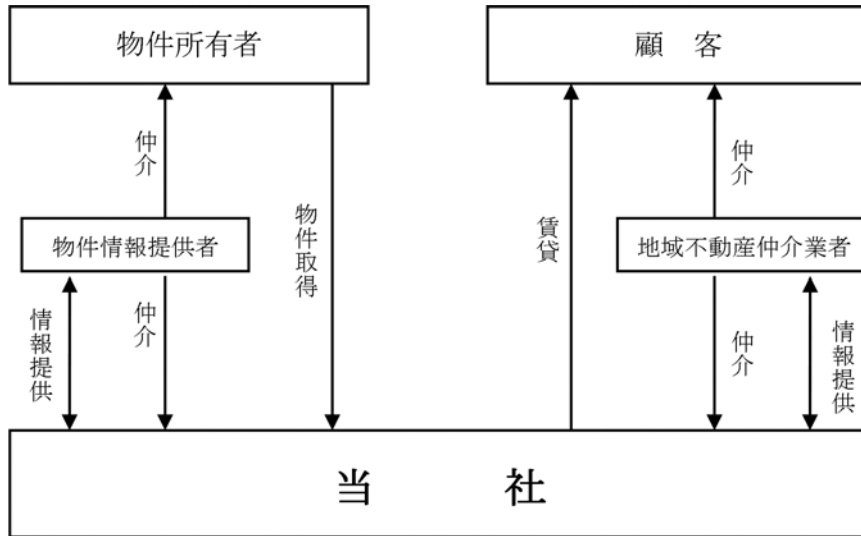 物件所有者
顧　客
仲介
仲介
物件情報提供者
物件取得
賃貸
地域不動産仲介業者
情報提供
仲介
仲介
情報提供
当　社